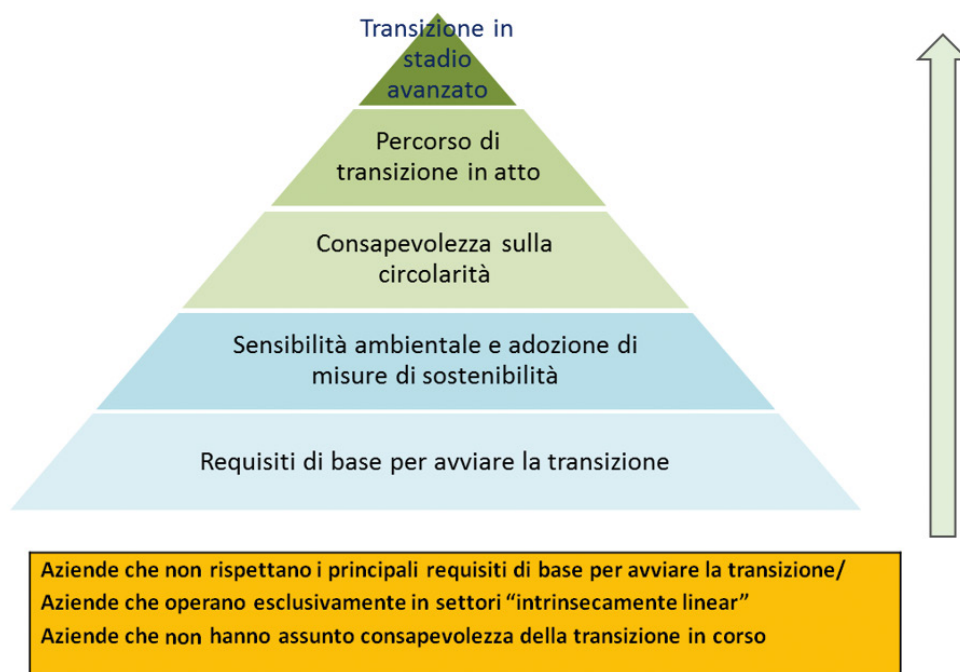 Transizione in
stadio
avanzato
Percorso di
transizione in atto
Consapevolezza sulla
circolarità
Sensibilità ambientale e adozione di
misure di sostenibilità
Requisiti di base per avviare la transizione
Aziende che non rispettano i principali requisiti di base per avviare la transizione/
Aziende che operano esclusivamente in settori “intrinsecamente linear”
Aziende che non hanno assunto consapevolezza della transizione in corso